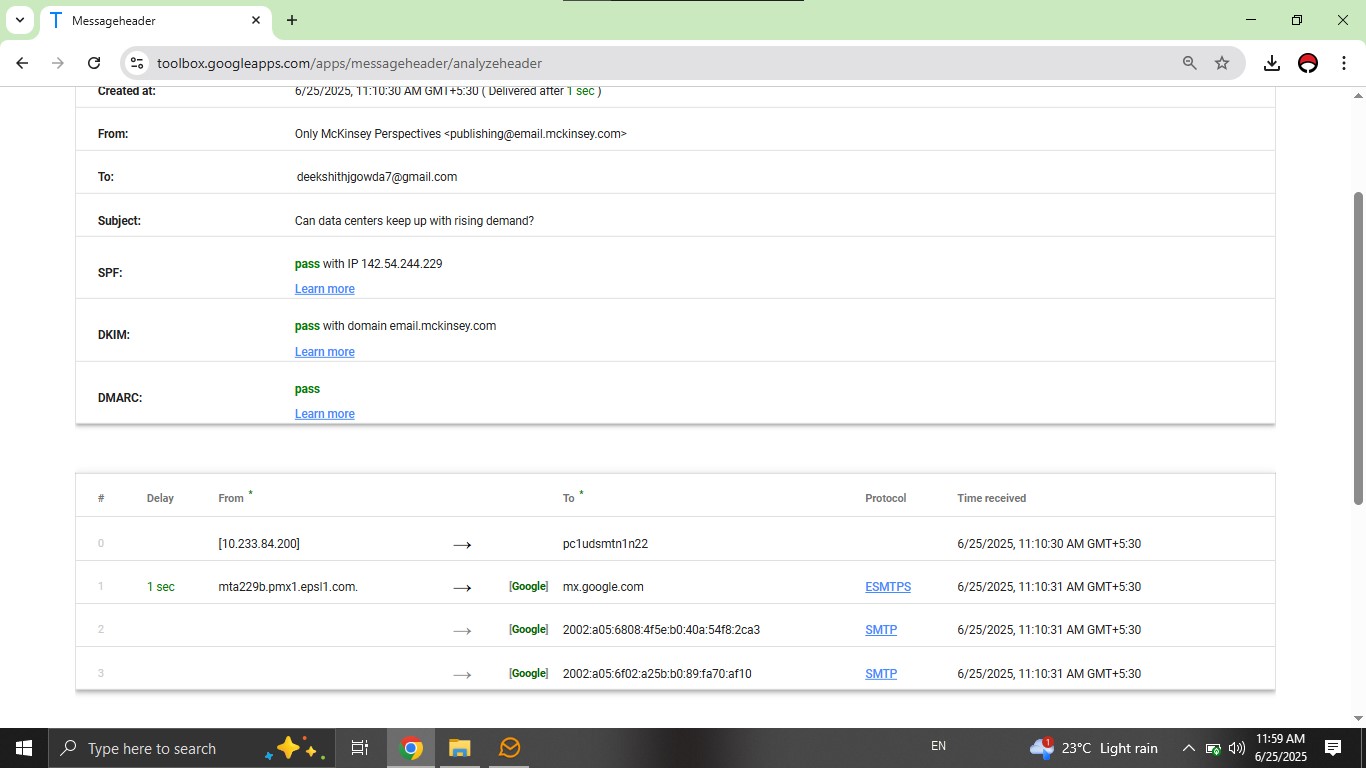 Messageheader
toolbox.googleapps.com/apps/messageheader/analyzeheader
Created at: 6/25/2025, 11:10:30 AM GMT+5:30 ( Delivered after 1 sec )
From: Only McKinsey Perspectives <publishing@email.mckinsey.com>
To: deekshithjgowda7@gmail.com
Subject: Can data centers keep up with rising demand?
SPF: pass with IP 142.54.244.229
Learn more
DKIM: pass with domain email.mckinsey.com
Learn more
DMARC: pass
Learn more
# Delay From * To * Protocol Time received
0 [10.233.84.200] → pc1udsmtn1n22 6/25/2025, 11:10:30 AM GMT+5:30
1 1 sec mta229b.pmx1.epsl1.com. → [Google] mx.google.com ESMTPS 6/25/2025, 11:10:31 AM GMT+5:30
2 → [Google] 2002:a05:6808:4f5e:b0:40a:54f8:2ca3 SMTP 6/25/2025, 11:10:31 AM GMT+5:30
3 → [Google] 2002:a05:6f02:a25b:b0:89:fa70:af10 SMTP 6/25/2025, 11:10:31 AM GMT+5:30
Type here to search
EN
1
23°C Light rain
11:59 AM
6/25/2025